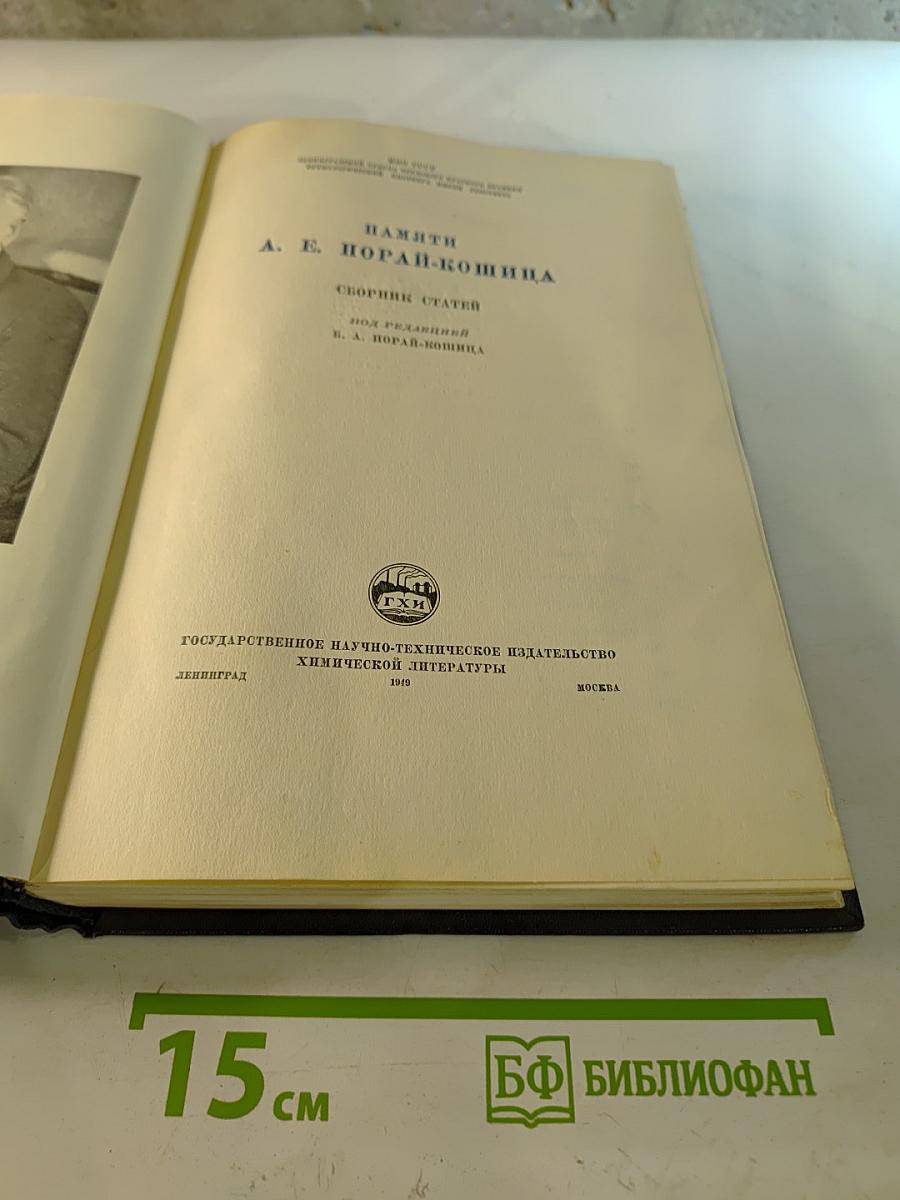 ПАМЯТИ
А. Е. ПОРАЙ-КОШИЦА
СБОРНИК СТАТЕЙ
ПОД РЕДАКЦИЕЙ
Б. А. ПОРАЙ-КОШИЦА
ГХИ
ГОСУДАРСТВЕННОЕ НАУЧНО-ТЕХНИЧЕСКОЕ ИЗДАТЕЛЬСТВО
ХИМИЧЕСКОЙ ЛИТЕРАТУРЫ
ЛЕНИНГРАД 1949 МОСКВА
15 см
БФ БИБЛИОФАН